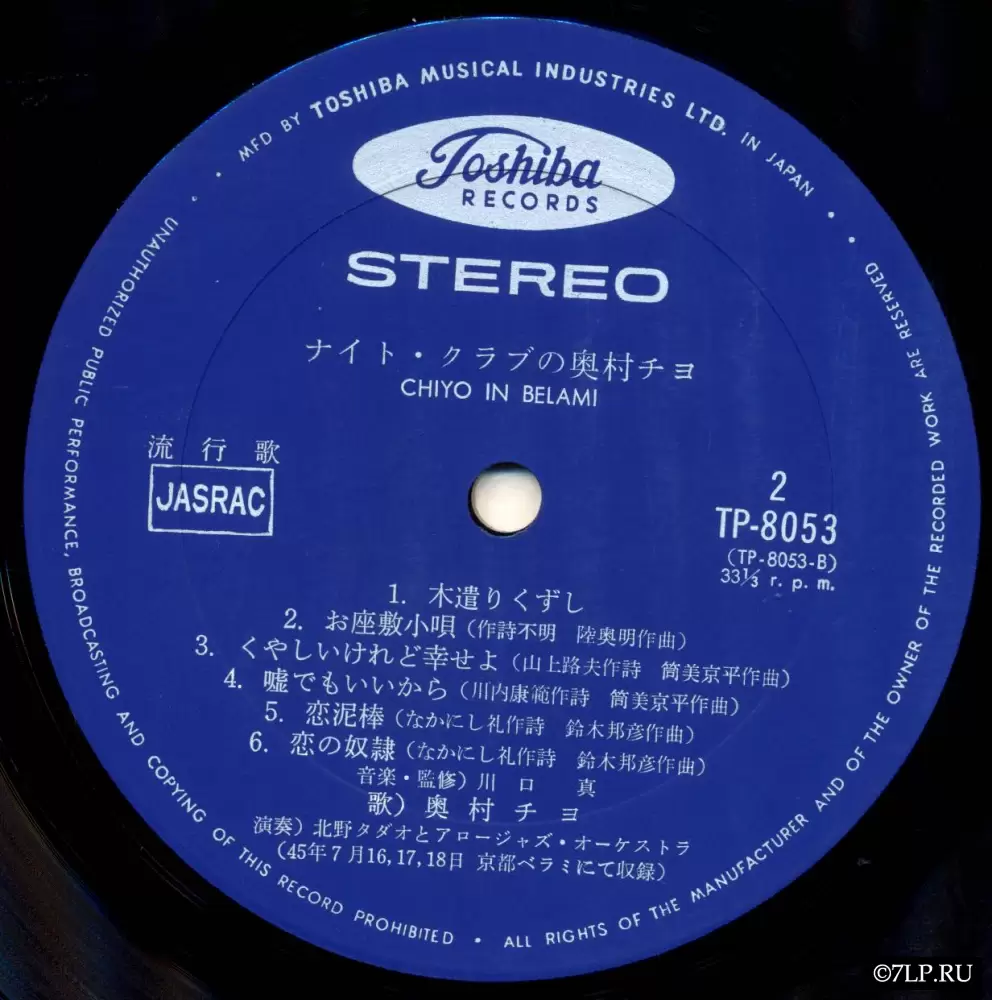 MFD BY TOSHIBA MUSICAL INDUSTRIES LTD. IN JAPAN
Toshiba
RECORDS
STEREO
ナイト・クラブの奥村チヨ
CHIYO IN BELAMI
流行歌
JASRAC
2
TP-8053
(TP-8053-B)
33⅓ r. p. m.
1. 木遣りくずし
2. お座敷小唄(作詩不明 陸奥明作曲)
3. くやしいけれど幸せよ(山上路夫作詩 筒美京平作曲)
4. 嘘でもいいから(川内康範作詩 筒美京平作曲)
5. 恋泥棒(なかにし礼作詩 鈴木邦彦作曲)
6. 恋の奴隷(なかにし礼作詩 鈴木邦彦作曲)
音楽・監修)川口 真
歌)奥村チヨ
演奏)北野タダオとアロージャズ・オーケストラ
(45年7月16,17,18日 京都ベラミにて収録)
UNAUTHORIZED PUBLIC PERFORMANCE, BROADCASTING AND COPYING OF THIS RECORD PROHIBITED • ALL RIGHTS OF THE MANUFACTURER AND OF THE OWNER OF THE RECORDED WORK ARE RESERVED
©7LP.RU